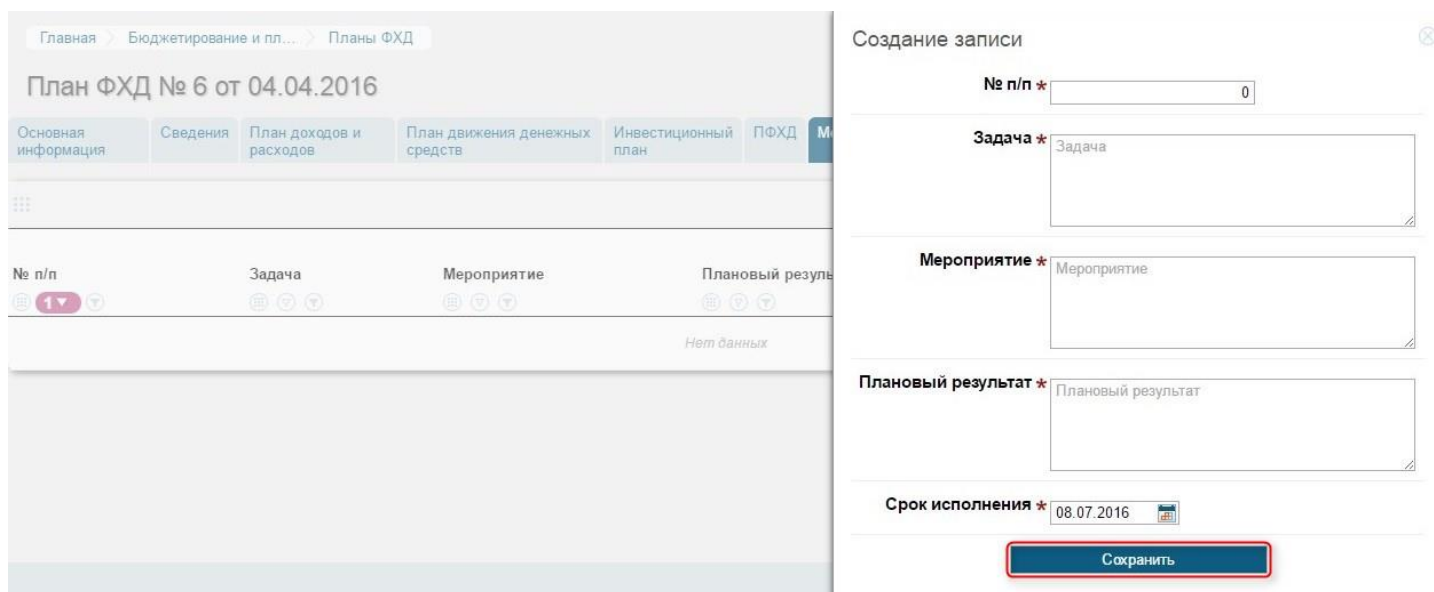 Главная Бюджетирование и пл... Планы ФХД
План ФХД № 6 от 04.04.2016
Основная информация
Сведения
План доходов и расходов
План движения денежных средств
Инвестиционный план
ПФХД
№ п/п Задача Мероприятие Плановый резуль
1
Нет данных
Создание записи
№ п/п * 0
Задача * Задача
Мероприятие * Мероприятие
Плановый результат * Плановый результат
Срок исполнения * 08.07.2016
Сохранить